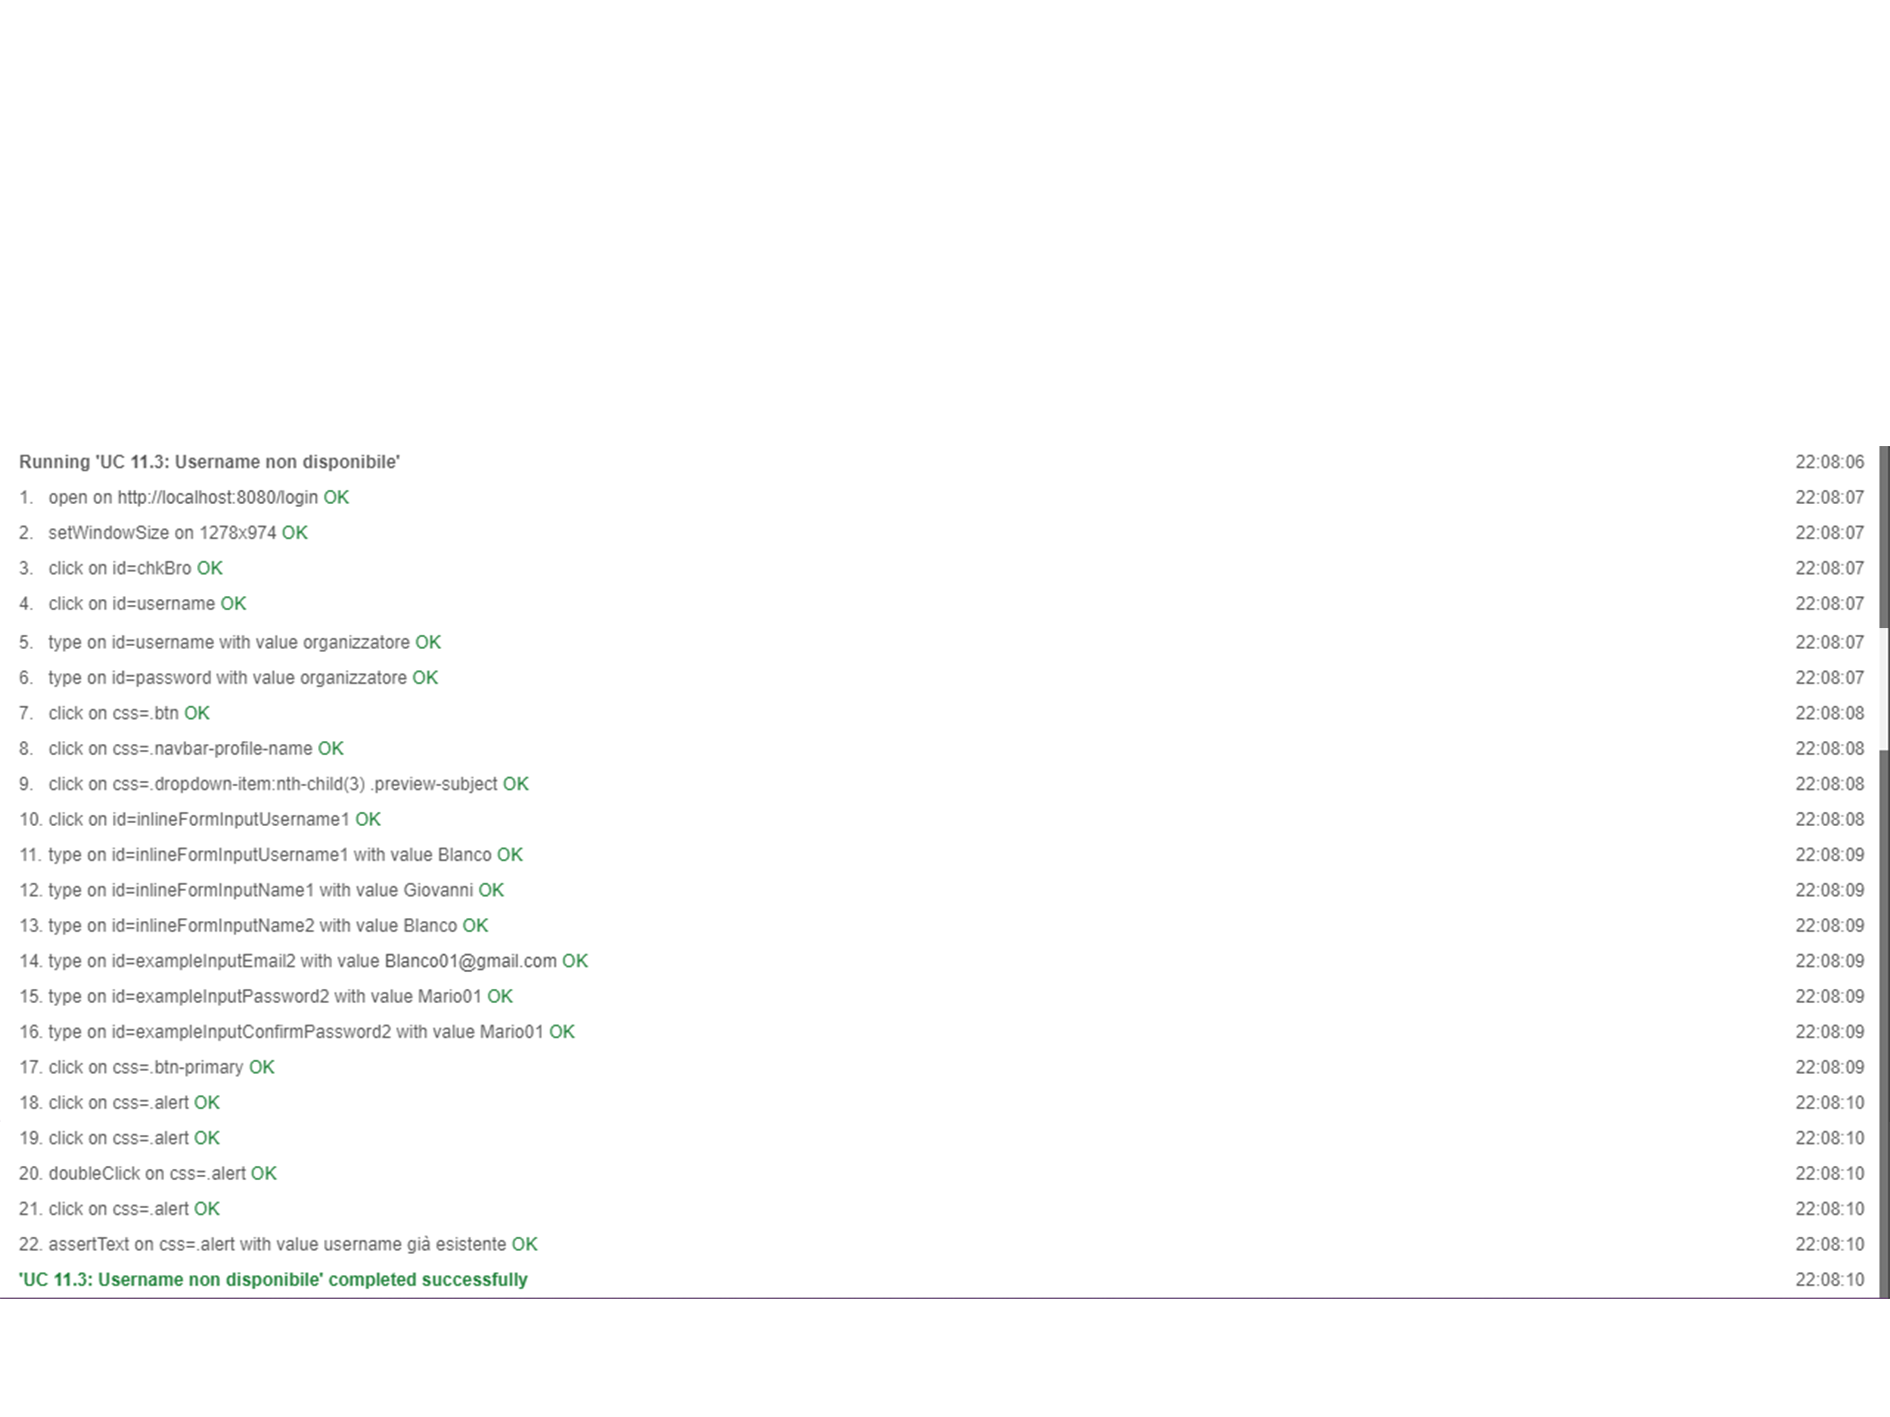 Running 'UC 11.3: Username non disponibile' 22:08:06
1. open on http://localhost:8080/login OK 22:08:07
2. setWindowSize on 1278x974 OK 22:08:07
3. click on id=chkBro OK 22:08:07
4. click on id=username OK 22:08:07
5. type on id=username with value organizzatore OK 22:08:07
6. type on id=password with value organizzatore OK 22:08:07
7. click on css=.btn OK 22:08:08
8. click on css=.navbar-profile-name OK 22:08:08
9. click on css=.dropdown-item:nth-child(3) .preview-subject OK 22:08:08
10. click on id=inlineFormInputUsername1 OK 22:08:08
11. type on id=inlineFormInputUsername1 with value Blanco OK 22:08:09
12. type on id=inlineFormInputName1 with value Giovanni OK 22:08:09
13. type on id=inlineFormInputName2 with value Blanco OK 22:08:09
14. type on id=exampleInputEmail2 with value Blanco01@gmail.com OK 22:08:09
15. type on id=exampleInputPassword2 with value Mario01 OK 22:08:09
16. type on id=exampleInputConfirmPassword2 with value Mario01 OK 22:08:09
17. click on css=.btn-primary OK 22:08:09
18. click on css=.alert OK 22:08:10
19. click on css=.alert OK 22:08:10
20. doubleClick on css=.alert OK 22:08:10
21. click on css=.alert OK 22:08:10
22. assertText on css=.alert with value username già esistente OK 22:08:10
'UC 11.3: Username non disponibile' completed successfully 22:08:10